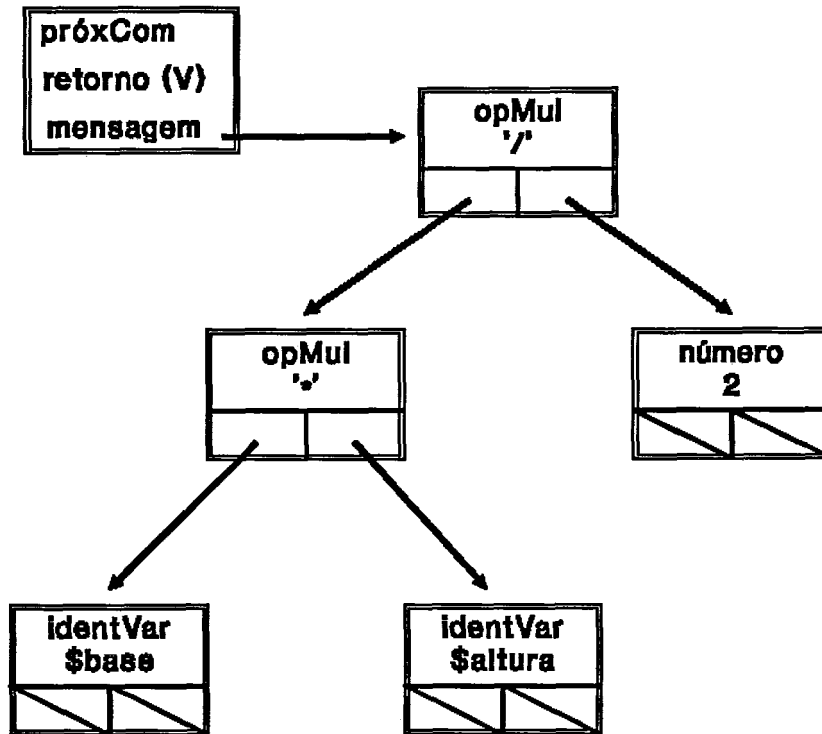 próxCom
retorno (V)
mensagem
opMul
'/'
opMul
'*'
número
2
identVar
$base
identVar
$altura